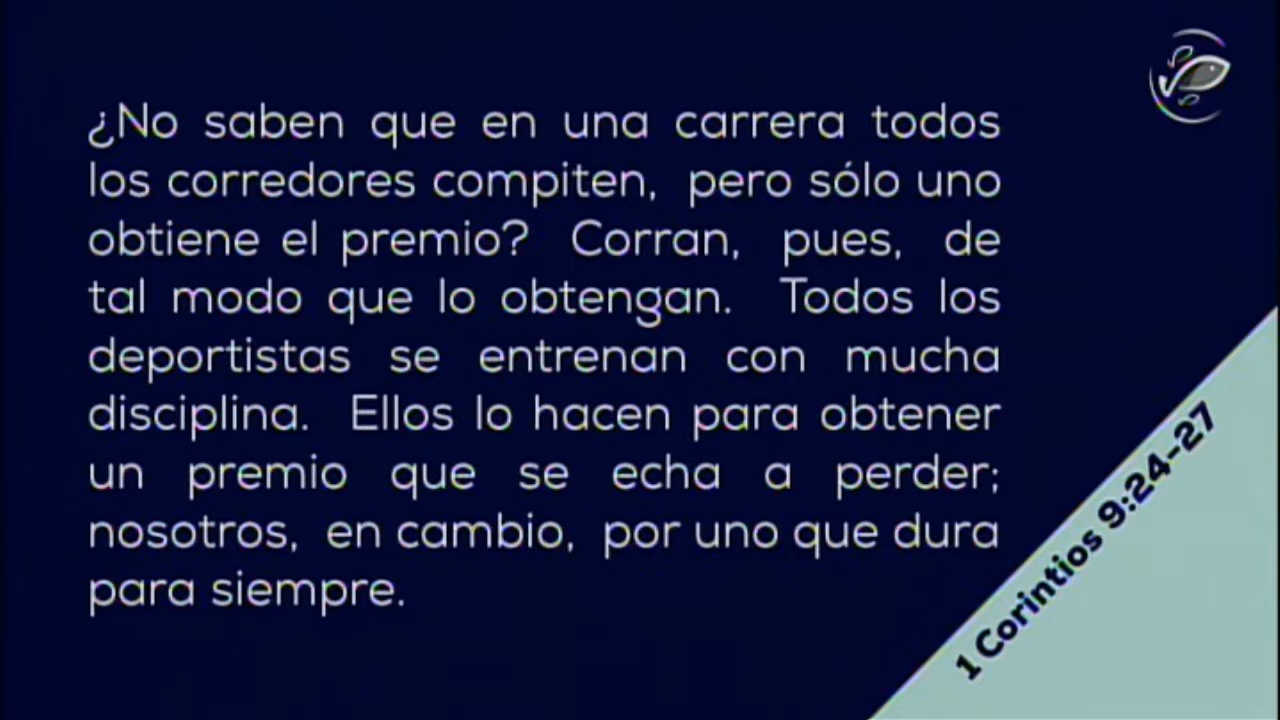 ¿No saben que en una carrera todos
los corredores compiten, pero sólo uno
obtiene el premio? Corran, pues, de
tal modo que lo obtengan. Todos los
deportistas se entrenan con mucha
disciplina. Ellos lo hacen para obtener
un premio que se echa a perder;
nosotros, en cambio, por uno que dura
para siempre.
1 Corintios 9:24-27